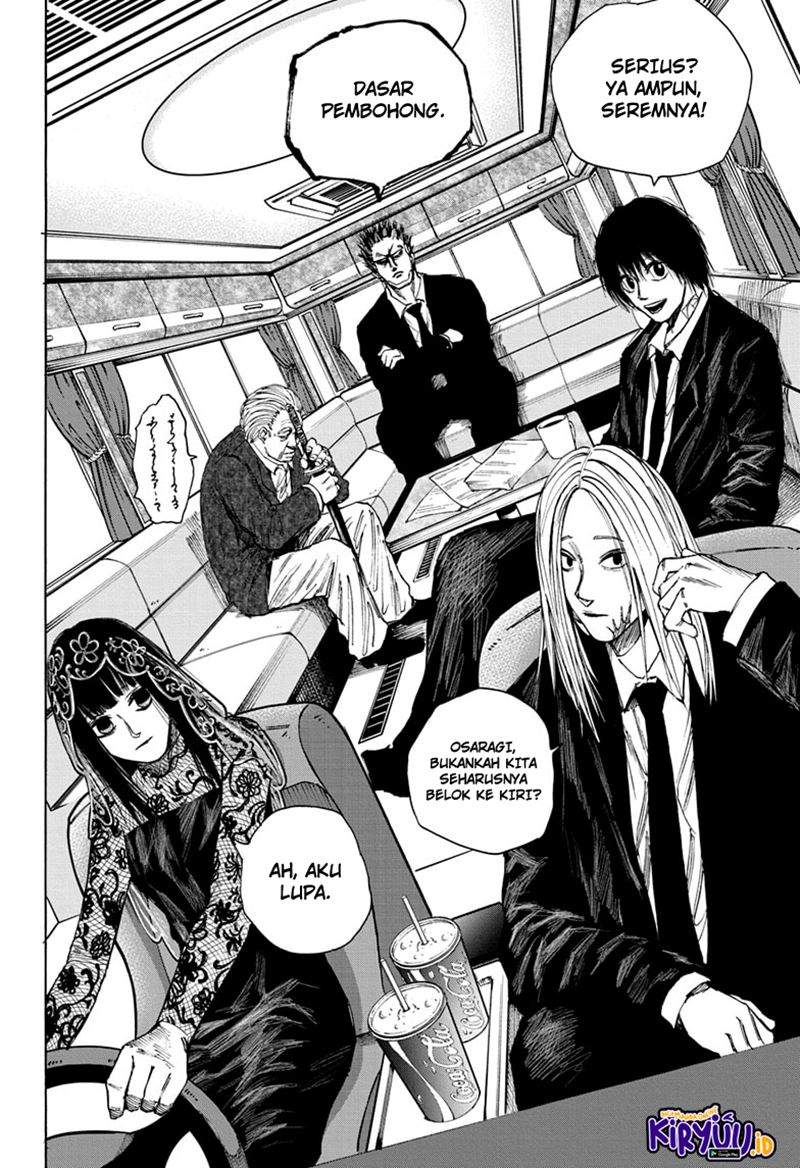 SERIUS?
YA AMPUN,
SEREMNYA!
DASAR
PEMBOHONG.
OSARAGI,
BUKANKAH KITA
SEHARUSNYA
BELOK KE KIRI?
AH, AKU
LUPA.
Coca-Cola
Coca-Cola
KIRYUU.ID